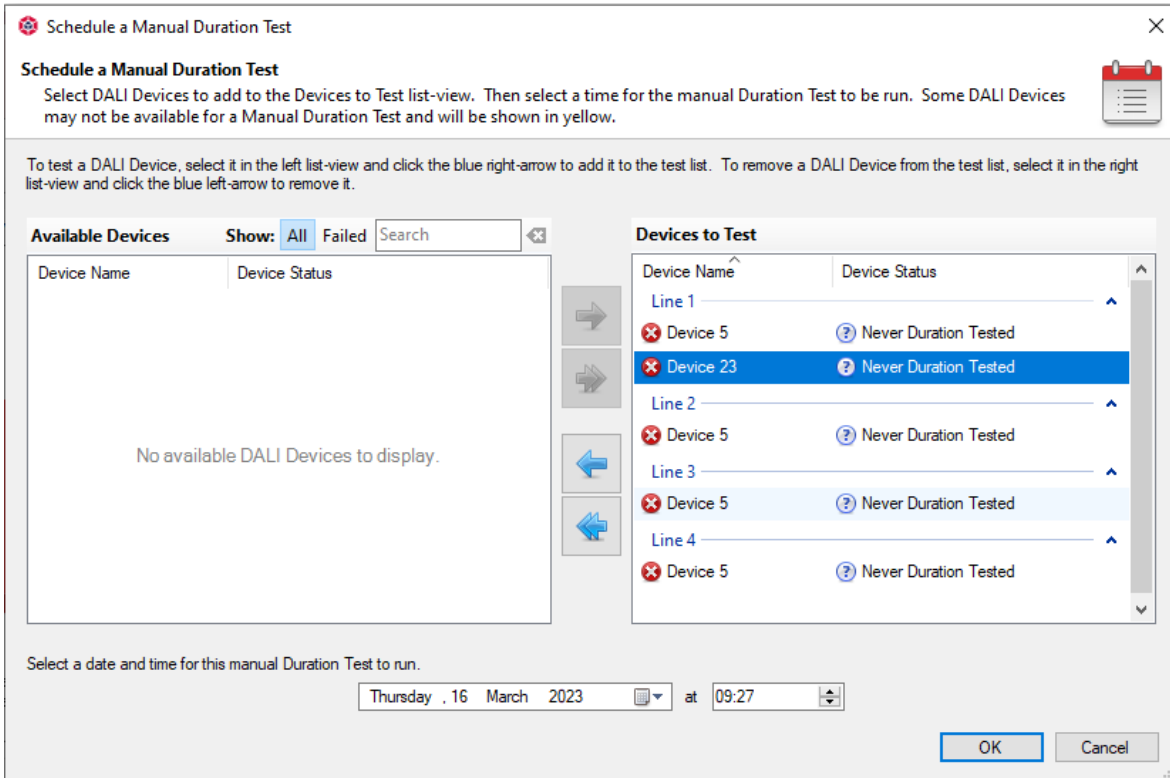 Schedule a Manual Duration Test
Schedule a Manual Duration Test
Select DALI Devices to add to the Devices to Test list-view. Then select a time for the manual Duration Test to be run. Some DALI Devices
may not be available for a Manual Duration Test and will be shown in yellow.
To test a DALI Device, select it in the left list-view and click the blue right-arrow to add it to the test list. To remove a DALI Device from the test list, select it in the right
list-view and click the blue left-arrow to remove it.
Available Devices Show: All Failed Search
Device Name Device Status
No available DALI Devices to display.
Devices to Test
Device Name Device Status
Line 1
Device 5 Never Duration Tested
Device 23 Never Duration Tested
Line 2
Device 5 Never Duration Tested
Line 3
Device 5 Never Duration Tested
Line 4
Device 5 Never Duration Tested
Select a date and time for this manual Duration Test to run.
Thursday , 16 March 2023 at 09:27
OK Cancel